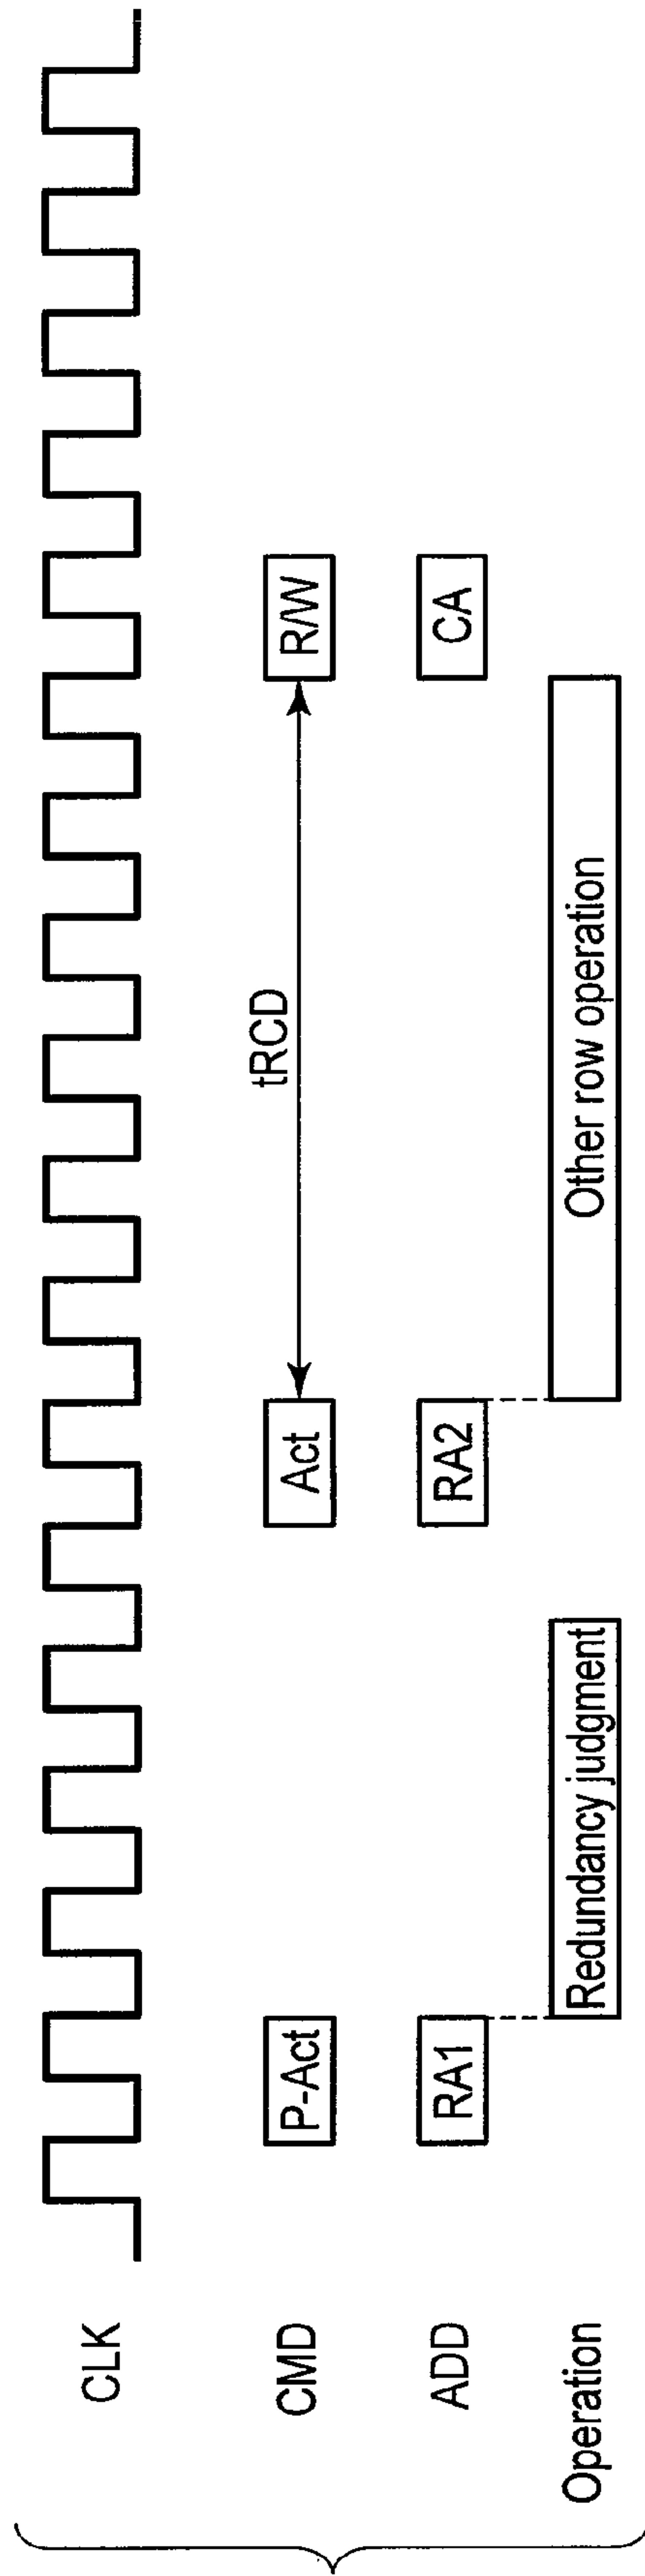 CLK
CMD P-Act Act tRCD R/W
ADD RA1 RA2 CA
Operation Redundancy judgment Other row operation